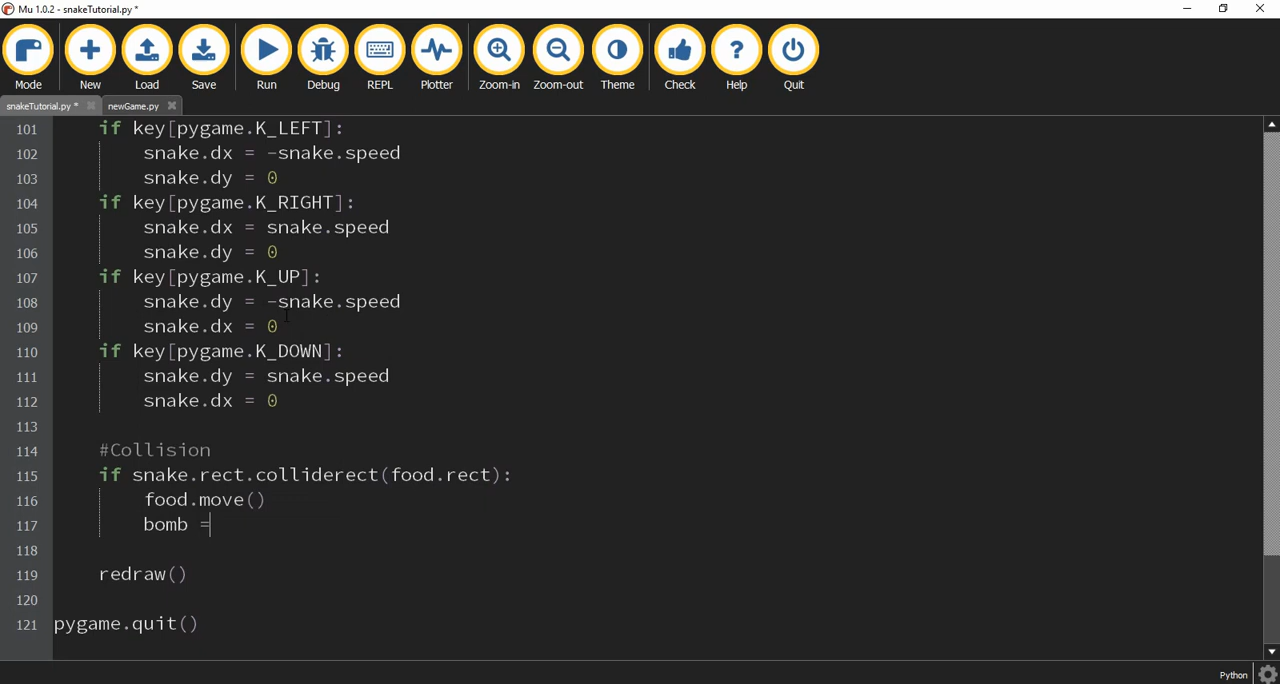 Mu 1.0.2 - snakeTutorial.py *
Mode New Load Save Run Debug REPL Plotter Zoom-in Zoom-out Theme Check Help Quit
snakeTutorial.py * newGame.py
101 if key[pygame.K_LEFT]:
102 snake.dx = -snake.speed
103 snake.dy = 0
104 if key[pygame.K_RIGHT]:
105 snake.dx = snake.speed
106 snake.dy = 0
107 if key[pygame.K_UP]:
108 snake.dy = -snake.speed
109 snake.dx = 0
110 if key[pygame.K_DOWN]:
111 snake.dy = snake.speed
112 snake.dx = 0
113
114 #Collision
115 if snake.rect.colliderect(food.rect):
116 food.move()
117 bomb =
118
119 redraw()
120
121 pygame.quit()
Python